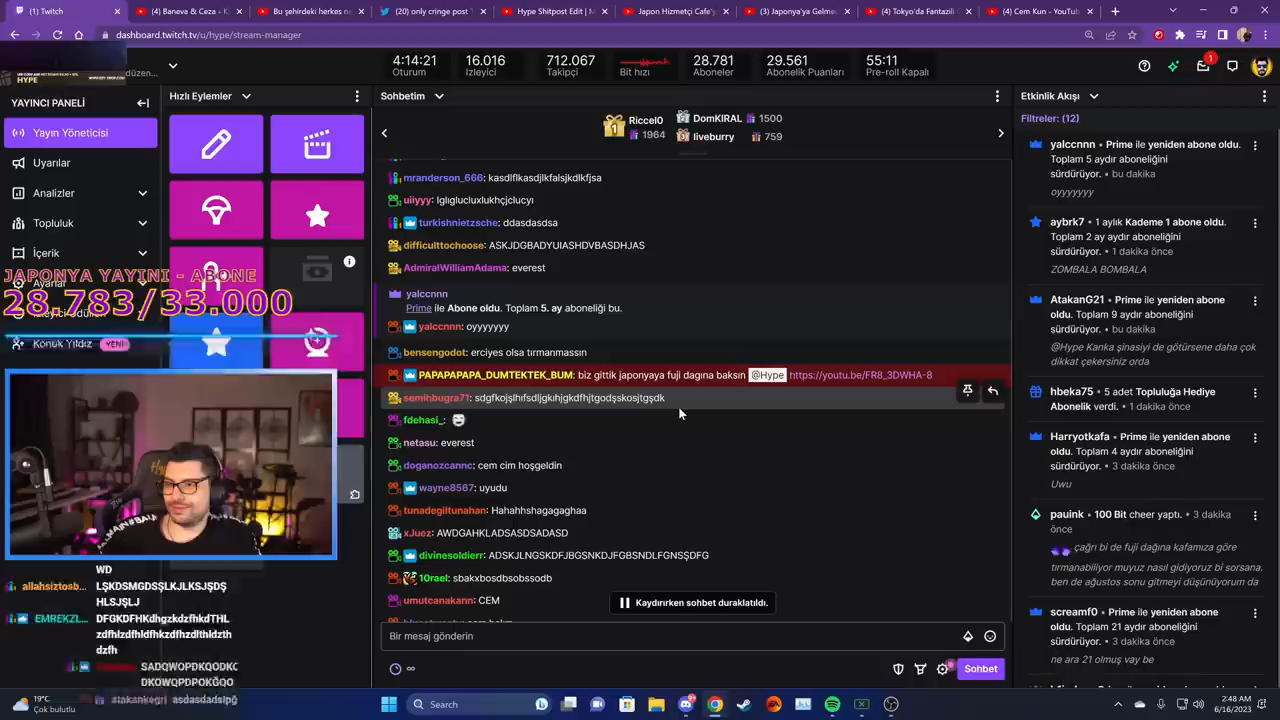 (1) Twitch
(4) Baneva & Ceza - K
Bu şehirdeki herkes ne
(20) only cringe post
Hype Shitpost Edit | M
Japon Hizmetçi Cafe'y
(3) Japonya'ya Gelmed
(4) Tokyo'da Fantazili
(4) Cem Kun - YouTub
dashboard.twitch.tv/u/hype/stream-manager
HYPE
düzen...
4:14:21
Oturum
16.016
İzleyici
712.067
Takipçi
Bit hızı
28.781
Aboneler
29.561
Abonelik Puanları
55:11
Pre-roll Kapalı
1
YAYINCI PANELİ
Yayın Yöneticisi
Uyarılar
Analizler
Topluluk
İçerik
Ayarlar
Konuk Yıldız YENİ
JAPONYA YAYINI - ABONE
28.783/33.000
Hızlı Eylemler
Sohbetim
1 Riccel0
1964
DomKIRAL 1500
liveburry 759
mranderson_666: kasdlflkasdjlkfalsjkdlkfjsa
uiiyyy: lglıglucluxlukhçjclucyı
turkishnietzsche: ddasdasdsa
difficulttochoose: ASKJDGBADYUIASHDVBASDHJAS
AdmiralWilliamAdama: everest
yalccnnn
Prime ile Abone oldu. Toplam 5. ay aboneliği bu.
yalccnnn: oyyyyyyy
bensengodot: erciyes olsa tırmanmassın
PAPAPAPAPA_DUMTEKTEK_BUM: biz gittik japonyaya fuji dagına baksın @Hype https://youtu.be/FR8_3DWHA-8
semihbugra71: sdgfkojşlhıfsdljgkıhjgkdfhjtgodşskosjtgşdk
fdehasi_:
netasu: everest
doganozcannc: cem cim hoşgeldin
wayne8567: uyudu
tunadegiltunahan: Hahahhshagagaghaa
xJuez: AWDGAHKLADSASDSADASD
divinesoldierr: ADSKJLNGSKDFJBGSNKDJFGBSNDLFGNSŞDFG
10rael: sbakxbosdbsobssodb
umutcanakann: CEM
Kaydırırken sohbet duraklatıldı.
Bir mesaj gönderin
Sohbet
Etkinlik Akışı
Filtreler: (12)
yalccnnn • Prime ile yeniden abone oldu.
Toplam 5 aydır aboneliğini
sürdürüyor. • bu dakika
oyyyyyyy
aybrk7 • 1 aylık Kademe 1 abone oldu.
Toplam 2 ay aydır aboneliğini
sürdürüyor. • 1 dakika önce
ZOMBALA BOMBALA
AtakanG21 • Prime ile yeniden abone
oldu. Toplam 9 aydır aboneliğini
sürdürüyor. • bu dakika
@Hype Kanka şinasiyi de götürsene daha çok
dikkat çekersiniz orda
hbeka75 • 5 adet Topluluğa Hediye
Abonelik verdi. • 1 dakika önce
Harryotkafa • Prime ile yeniden abone
oldu. Toplam 4 aydır aboneliğini
sürdürüyor. • 3 dakika önce
Uwu
pauink • 100 Bit cheer yaptı. • 3 dakika
önce
çağrı bi de fuji dağına kafamıza göre
tırmanabiliyor muyuz nasl gidiyoruz bi sorsana.
ben de ağustos sonu gitmeyi düşünüyorum da
screamf0 • Prime ile yeniden abone
oldu. Toplam 21 aydır aboneliğini
sürdürüyor. • 3 dakika önce
ne ara 21 olmuş vay be
WD
allahsiztosb... LŞKDSMGDSŞLKJLKSJŞDŞ
HLSJŞLJ
EMREKZL... DFGKDFHKdhgzkdzfhkdTHL
zdfhlzdfhldfhkzdfhzdlthldzth
dzfh
SADQWOPDKQODKC
DKOWOPDKOĞQO
19°C
Çok bulutlu
Search
2:48 AM
6/16/2023